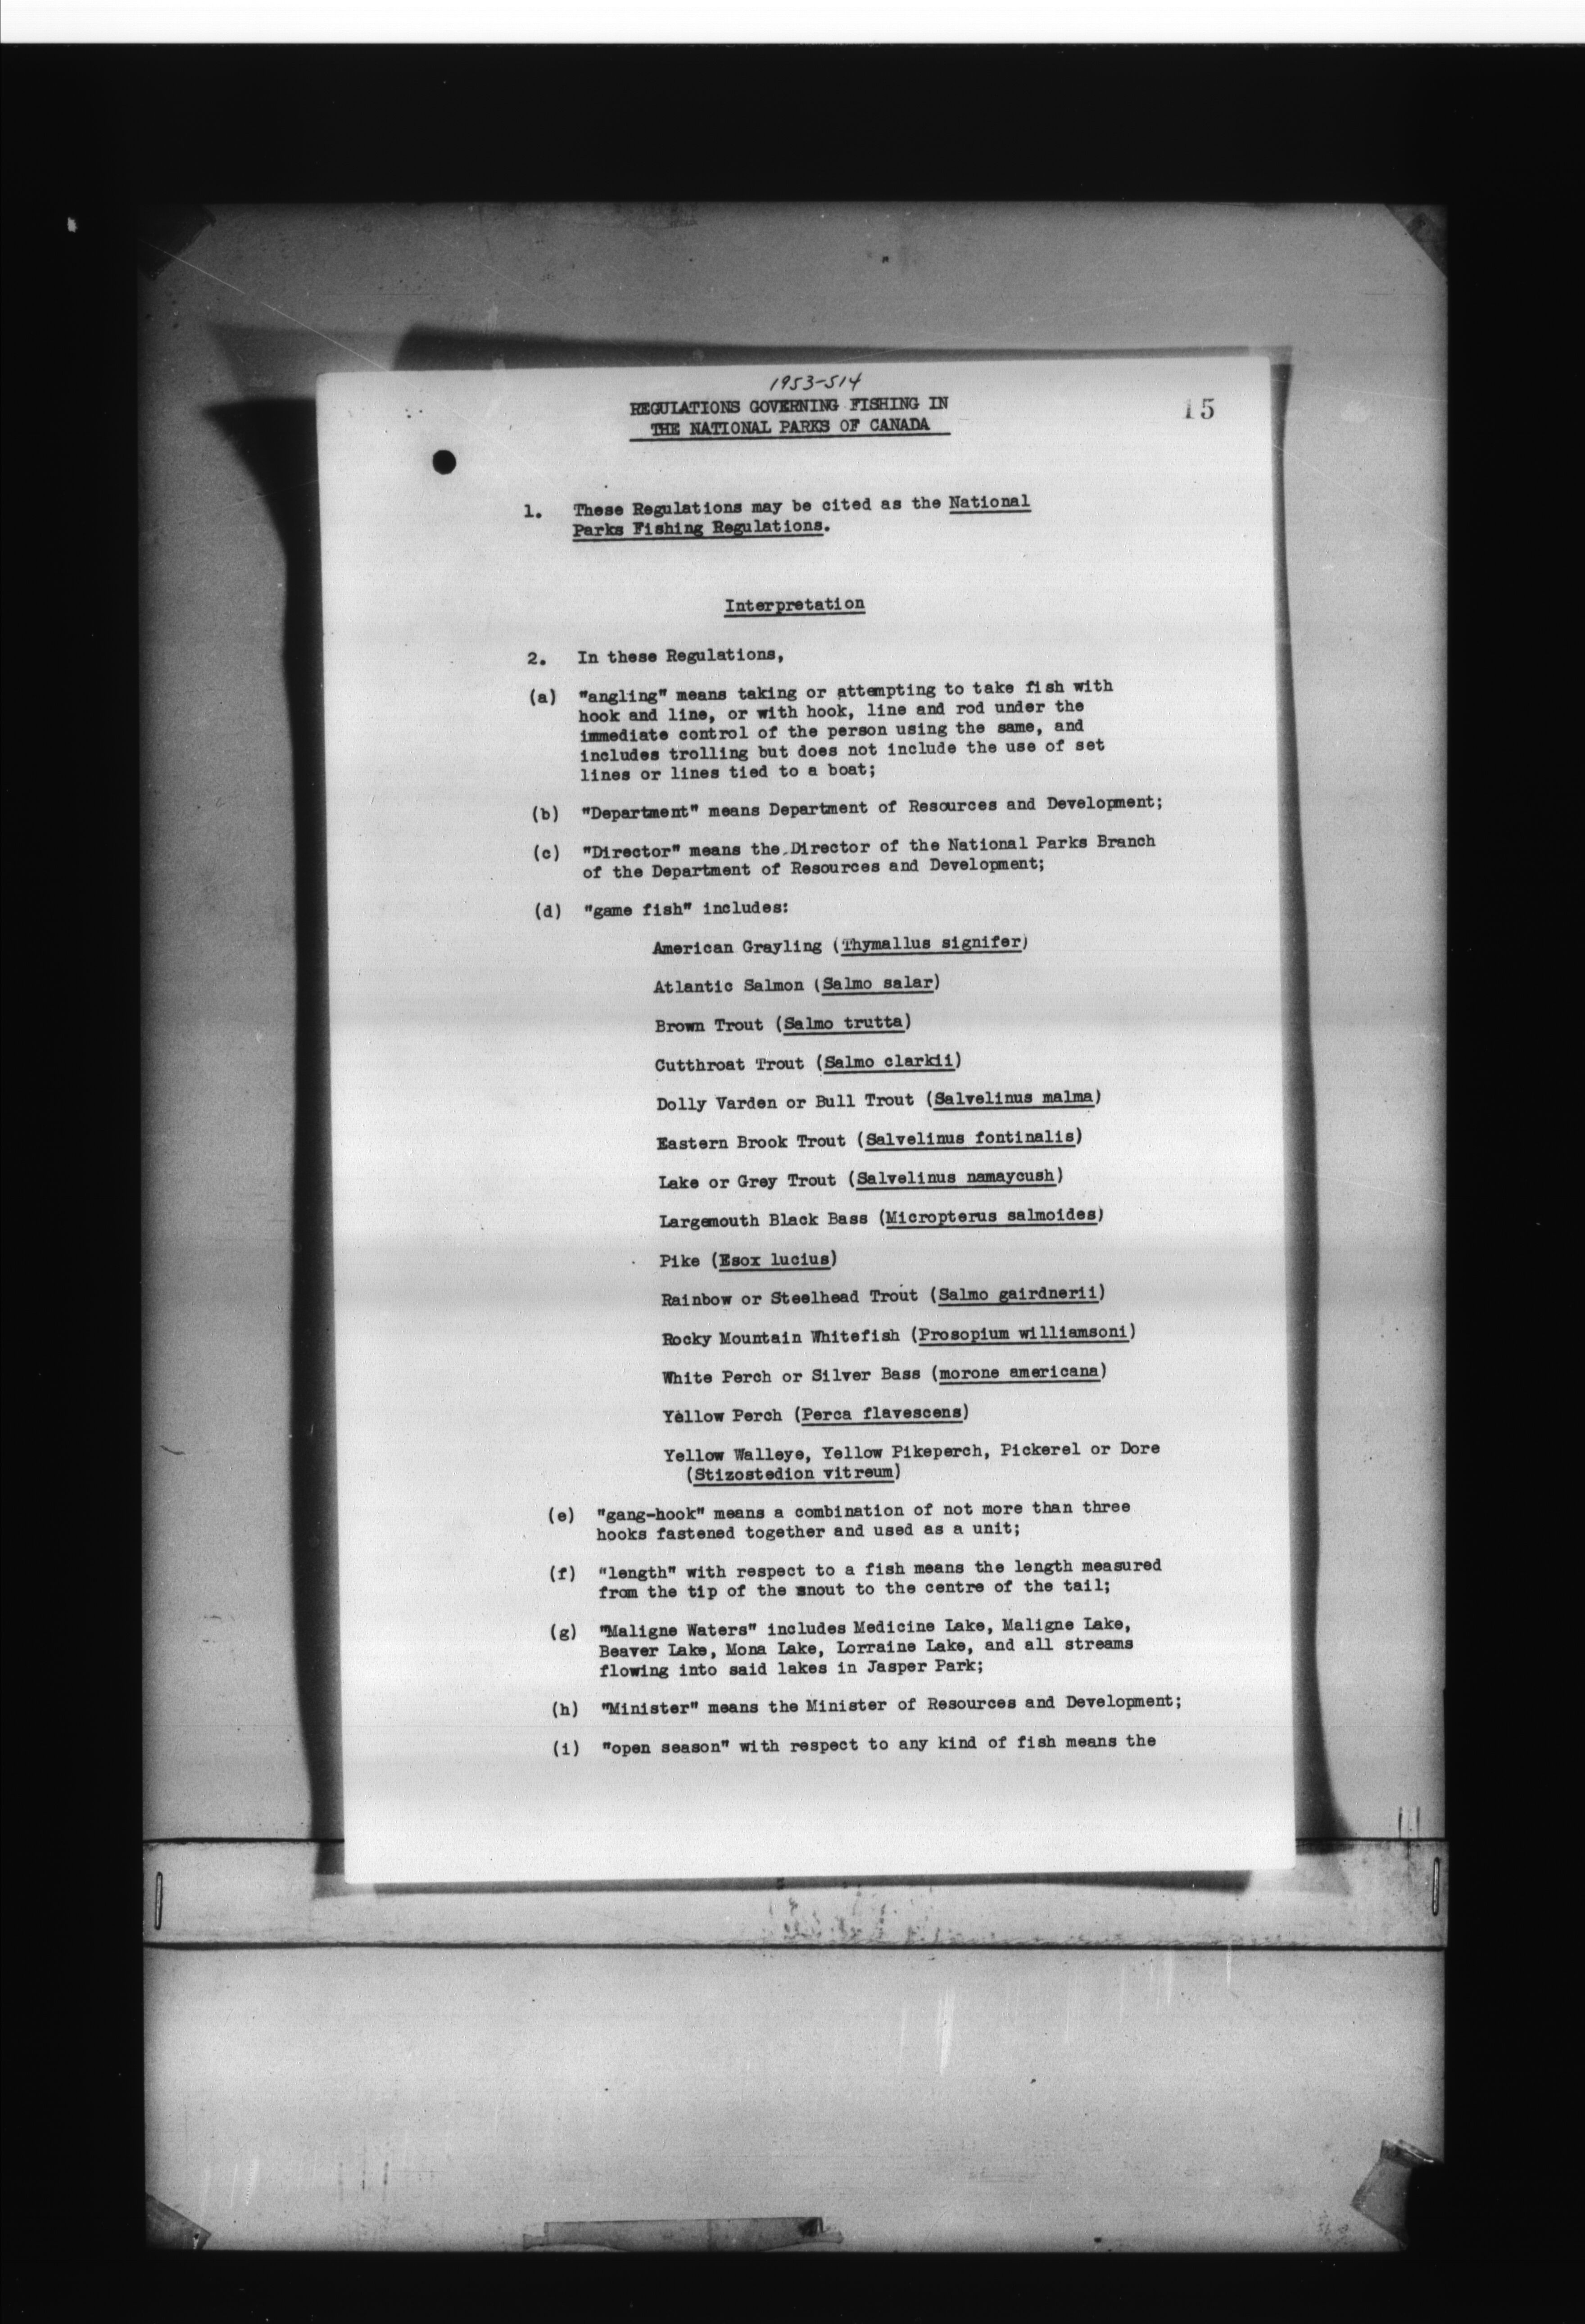 1953-514
REGULATIONS GOVERNING FISHING IN
THE NATIONAL PARKS OF CANADA
15
1. These Regulations may be cited as the National
Parks Fishing Regulations.
Interpretation
2. In these Regulations,
(a) "angling" means taking or attempting to take fish with
hook and line, or with hook, line and rod under the
immediate control of the person using the same, and
includes trolling but does not include the use of set
lines or lines tied to a boat;
(b) "Department" means Department of Resources and Development;
(c) "Director" means the Director of the National Parks Branch
of the Department of Resources and Development;
(d) "game fish" includes:
American Grayling (Thymallus signifer)
Atlantic Salmon (Salmo salar)
Brown Trout (Salmo trutta)
Cutthroat Trout (Salmo clarkii)
Dolly Varden or Bull Trout (Salvelinus malma)
Eastern Brook Trout (Salvelinus fontinalis)
Lake or Grey Trout (Salvelinus namaycush)
Largemouth Black Bass (Micropterus salmoides)
Pike (Esox lucius)
Rainbow or Steelhead Trout (Salmo gairdnerii)
Rocky Mountain Whitefish (Prosopium williamsoni)
White Perch or Silver Bass (morone americana)
Yellow Perch (Perca flavescens)
Yellow Walleye, Yellow Pikeperch, Pickerel or Dore
(Stizostedion vitreum)
(e) "gang-hook" means a combination of not more than three
hooks fastened together and used as a unit;
(f) "length" with respect to a fish means the length measured
from the tip of the snout to the centre of the tail;
(g) "Maligne Waters" includes Medicine Lake, Maligne Lake,
Beaver Lake, Mona Lake, Lorraine Lake, and all streams
flowing into said lakes in Jasper Park;
(h) "Minister" means the Minister of Resources and Development;
(i) "open season" with respect to any kind of fish means the